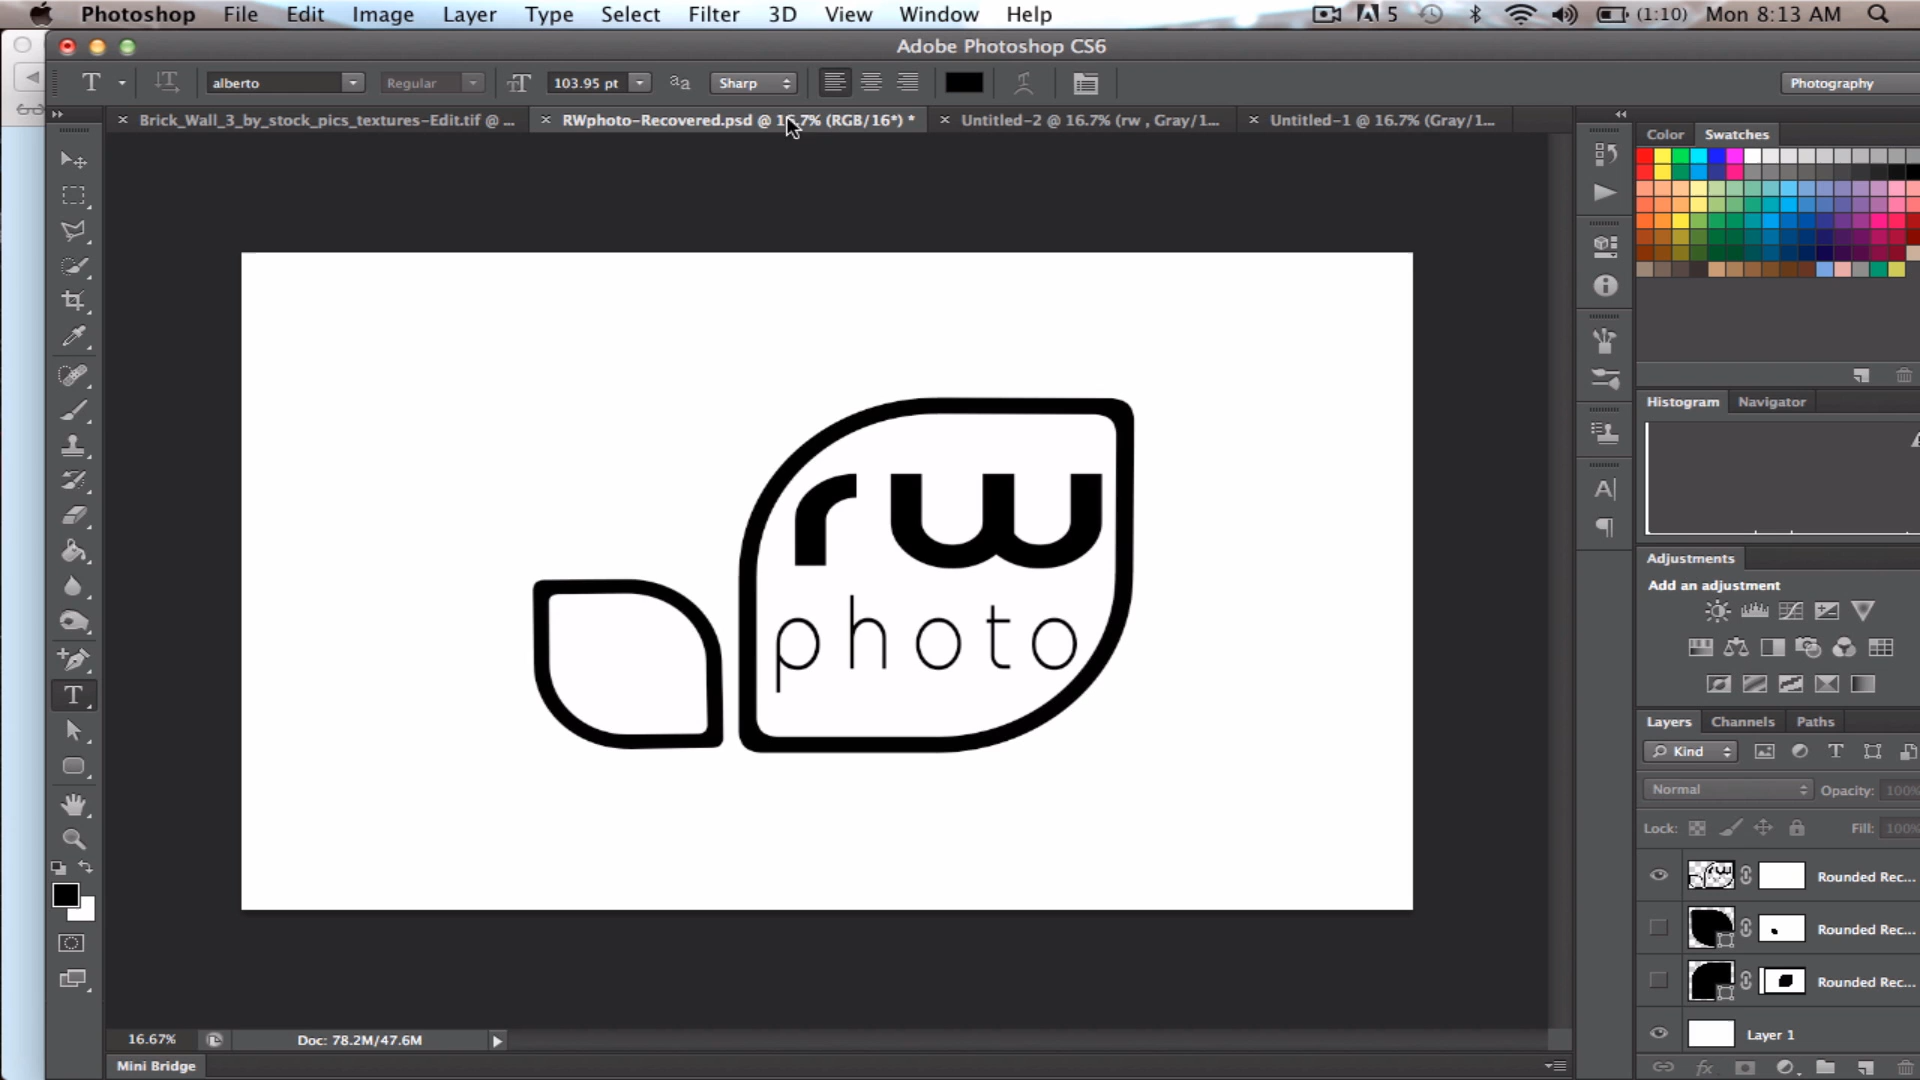 Photoshop File Edit Image Layer Type Select Filter 3D View Window Help 5 (1:10) Mon 8:13 AM
Adobe Photoshop CS6
T alberto Regular 103.95 pt aa Sharp Photography
Brick_Wall_3_by_stock_pics_textures-Edit.tif @ ... RWphoto-Recovered.psd @ 16.7% (RGB/16*) * Untitled-2 @ 16.7% (rw , Gray/1... Untitled-1 @ 16.7% (Gray/1...
Color Swatches
rw
photo
Histogram Navigator
Adjustments
Add an adjustment
Layers Channels Paths
Kind
Normal Opacity: 100%
Lock: Fill: 100%
Rounded Rec...
Rounded Rec...
Rounded Rec...
Layer 1
16.67% Doc: 78.2M/47.6M
Mini Bridge